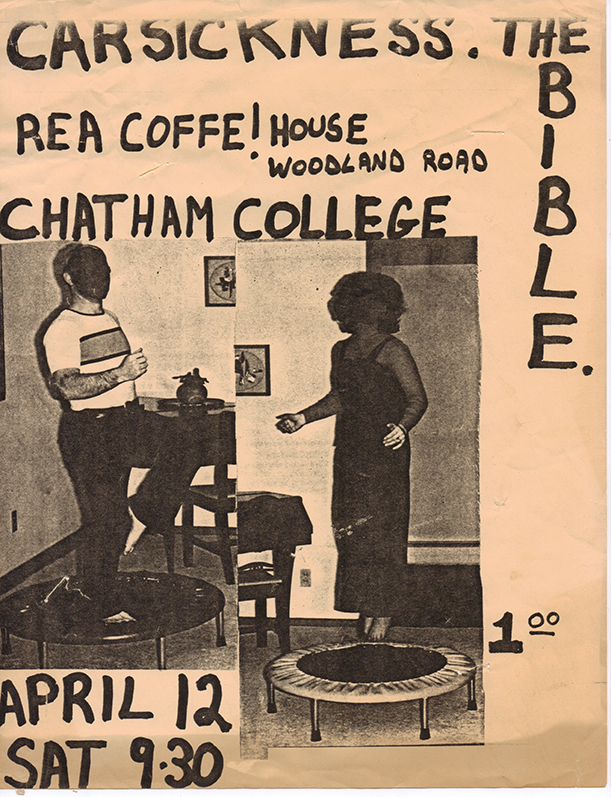 CARSICKNESS. THE
BIBLE.
REA COFFE! HOUSE
WOODLAND ROAD
CHATHAM COLLEGE
1.00
APRIL 12
SAT 9.30